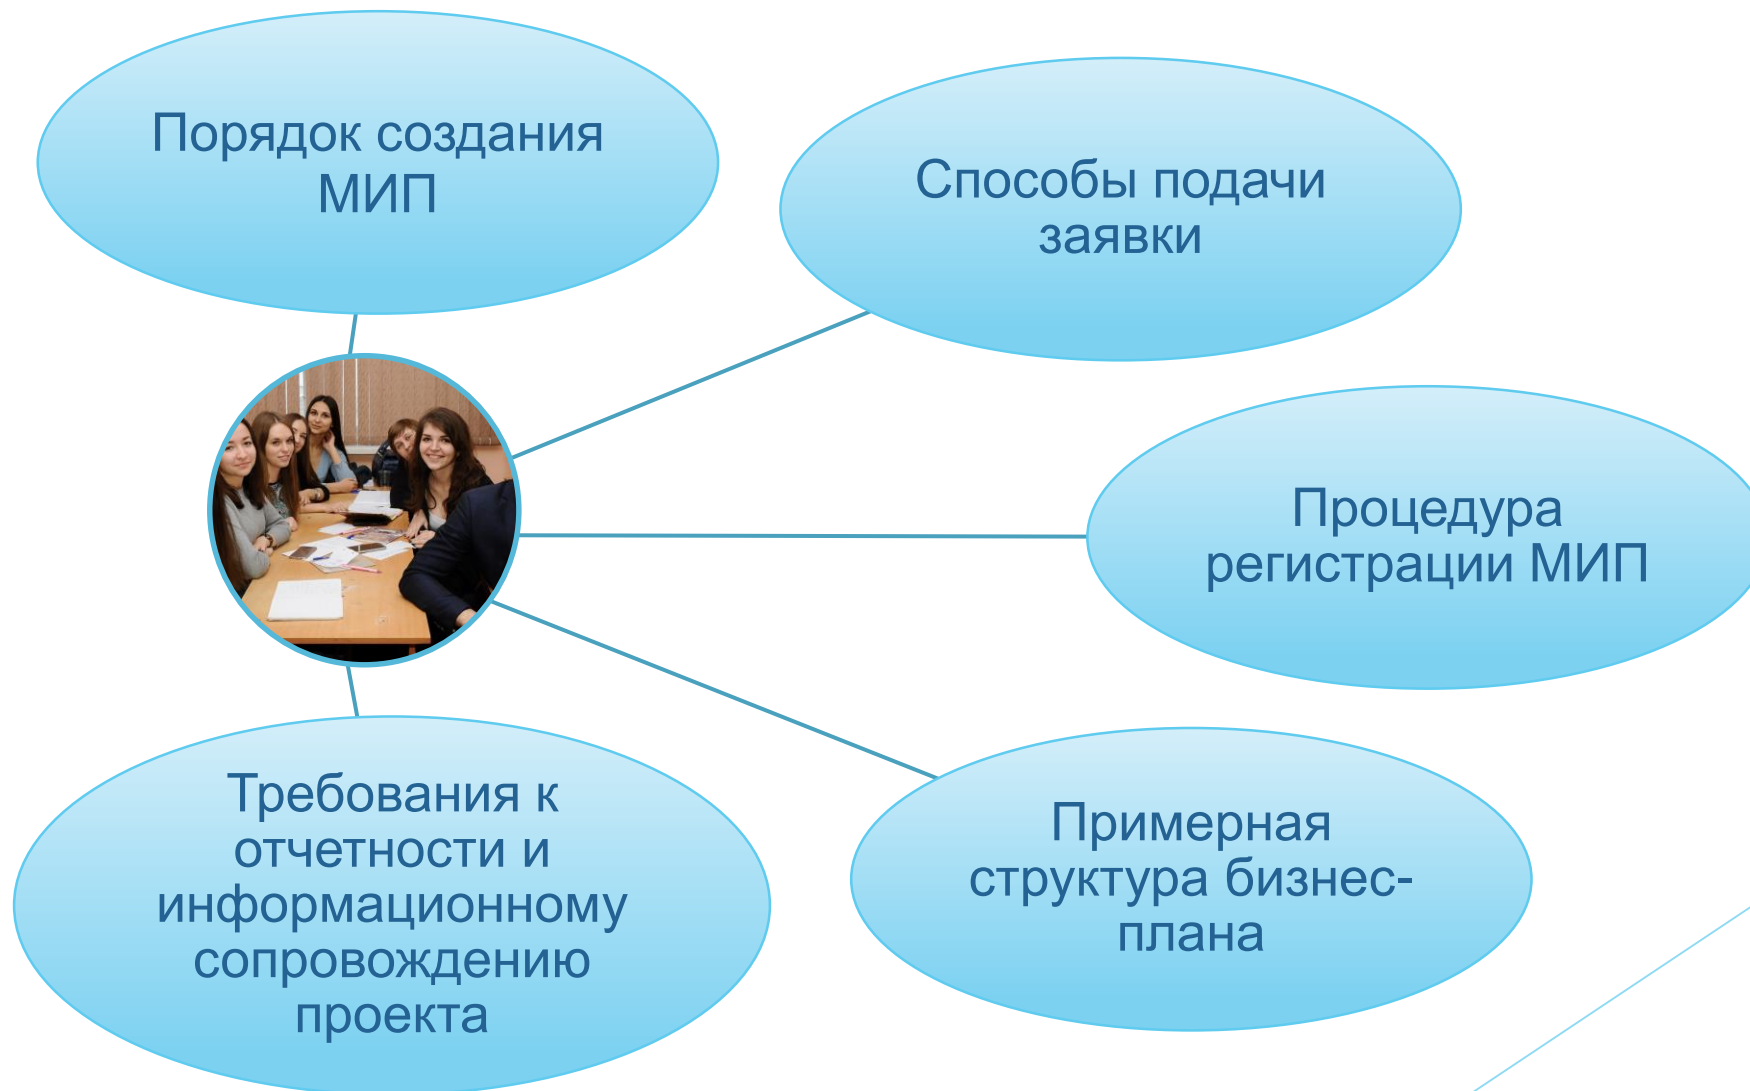 Порядок создания
МИП
Способы подачи
заявки
Процедура
регистрации МИП
Примерная
структура бизнес-
плана
Требования к
отчетности и
информационному
сопровождению
проекта